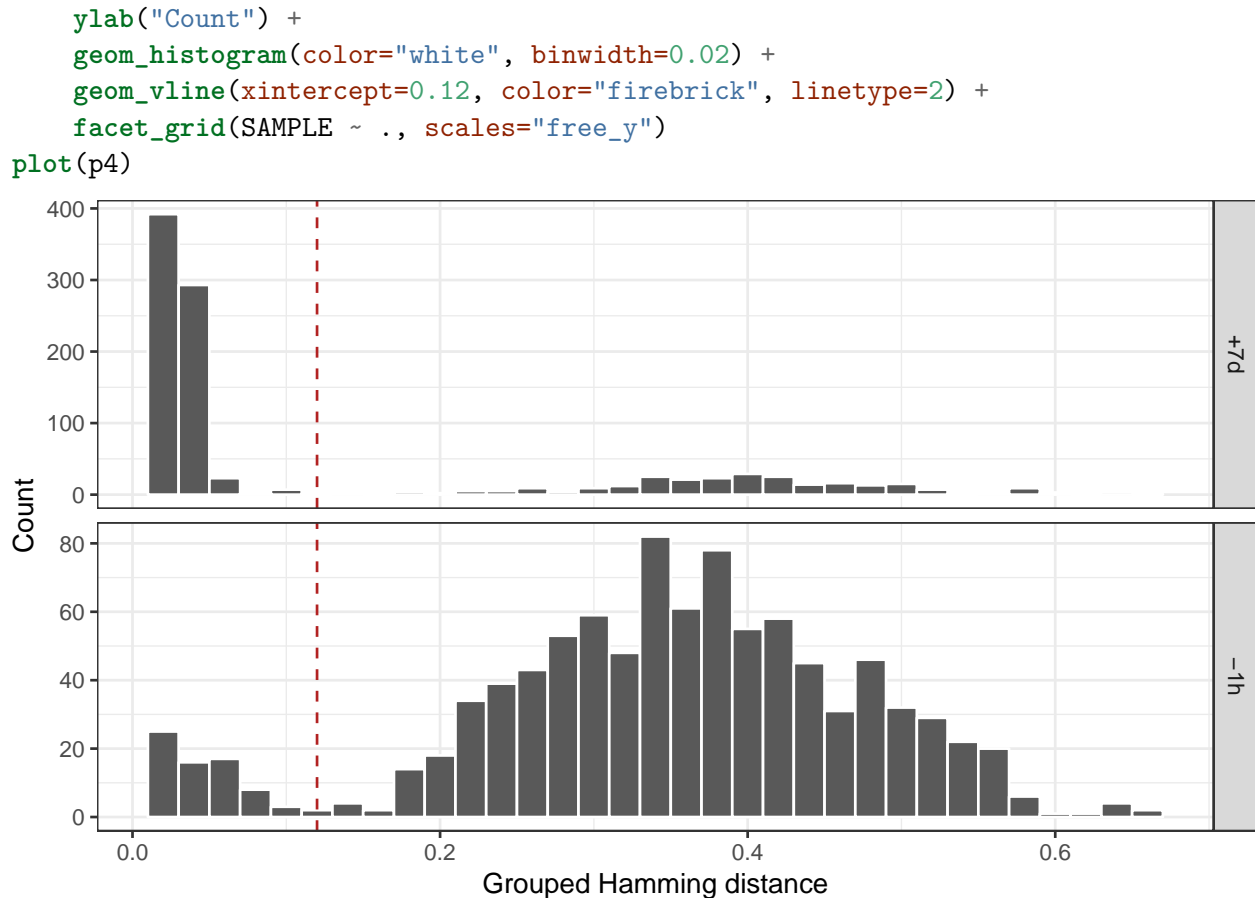 ylab("Count") +
geom_histogram(color="white", binwidth=0.02) +
geom_vline(xintercept=0.12, color="firebrick", linetype=2) +
facet_grid(SAMPLE ~ ., scales="free_y")
plot(p4)
400
300
200
100
0
+7d
Count
80
60
40
20
0
−1h
0.0 0.2 0.4 0.6
Grouped Hamming distance